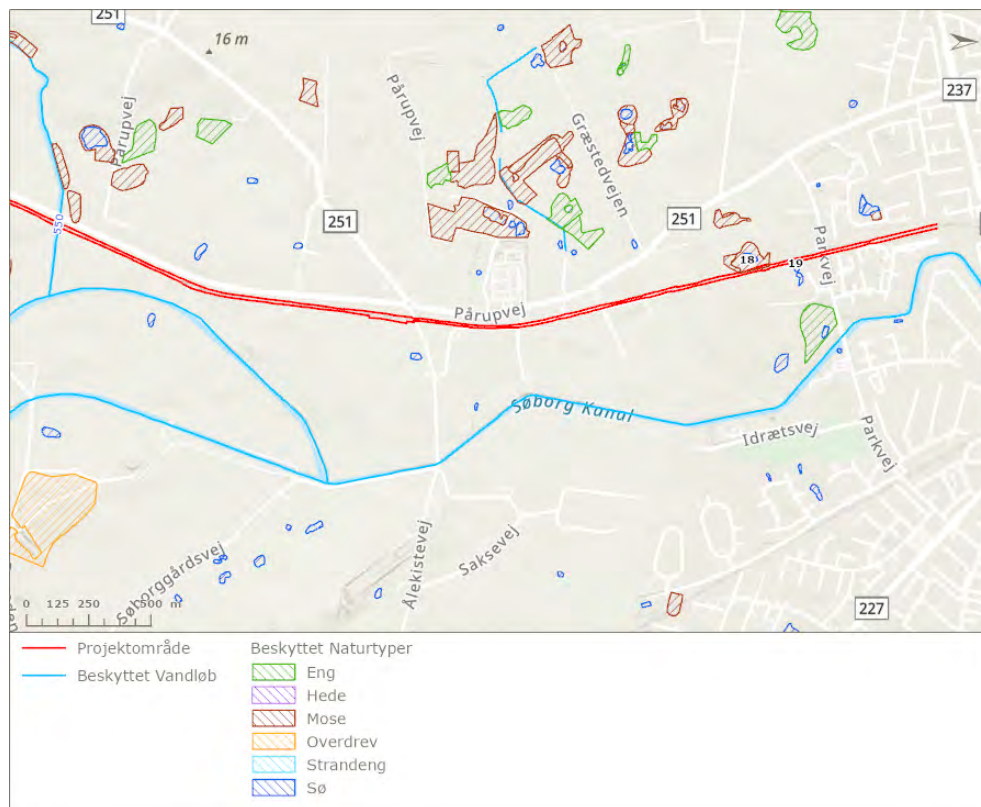 251
16 m
237
Pårupvej
Pårupvej
Græstedvejen
251
251
550
18
19
Parkvej
Pårupvej
Søborg Kanal
Idrætsvej
Parkvej
Ålekistevej
Saksevej
Søborggårdsvej
0 125 250 500 m
227
Projektområde
Beskyttet Vandløb
Beskyttet Naturtyper
Eng
Hede
Mose
Overdrev
Strandeng
Sø